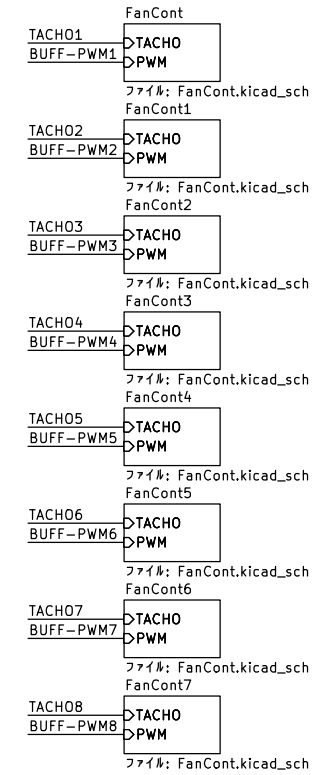 FanCont
TACHO1
TACHO
BUFF-PWM1
PWM
ファイル: FanCont.kicad_sch
FanCont1
TACHO2
TACHO
BUFF-PWM2
PWM
ファイル: FanCont.kicad_sch
FanCont2
TACHO3
TACHO
BUFF-PWM3
PWM
ファイル: FanCont.kicad_sch
FanCont3
TACHO4
TACHO
BUFF-PWM4
PWM
ファイル: FanCont.kicad_sch
FanCont4
TACHO5
TACHO
BUFF-PWM5
PWM
ファイル: FanCont.kicad_sch
FanCont5
TACHO6
TACHO
BUFF-PWM6
PWM
ファイル: FanCont.kicad_sch
FanCont6
TACHO7
TACHO
BUFF-PWM7
PWM
ファイル: FanCont.kicad_sch
FanCont7
TACHO8
TACHO
BUFF-PWM8
PWM
ファイル: FanCont.kicad_sch